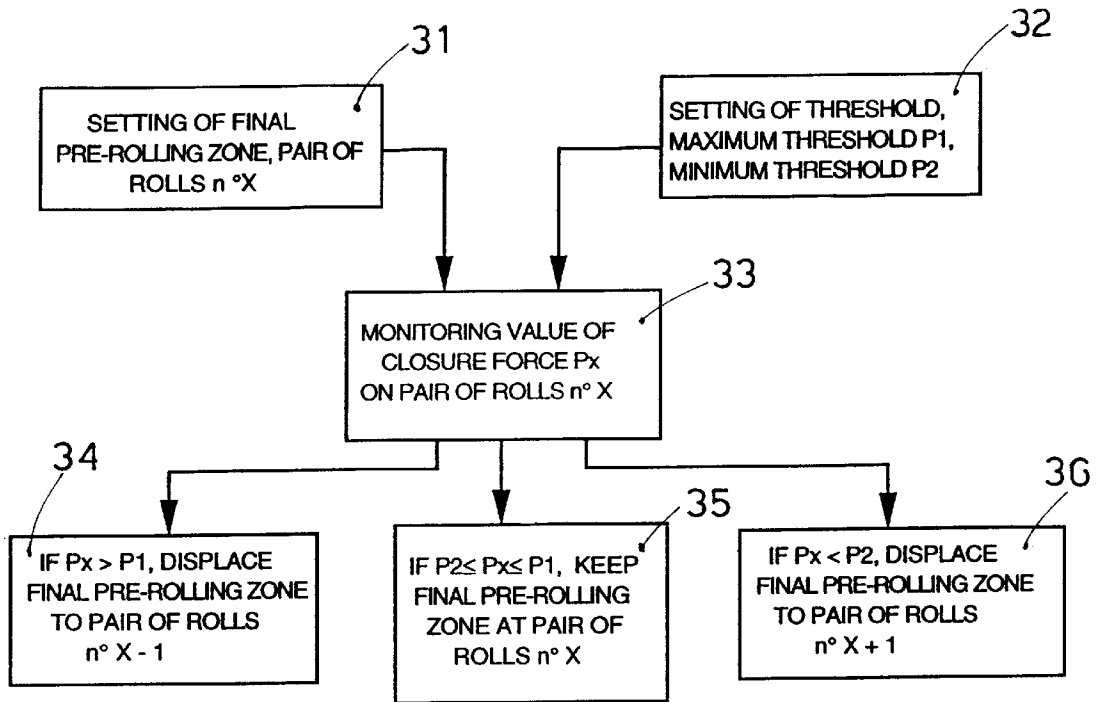 31
SETTING OF FINAL
PRE-ROLLING ZONE, PAIR OF
ROLLS n °X
32
SETTING OF THRESHOLD,
MAXIMUM THRESHOLD P1,
MINIMUM THRESHOLD P2
33
MONITORING VALUE OF
CLOSURE FORCE Px
ON PAIR OF ROLLS n° X
34
IF Px > P1, DISPLACE
FINAL PRE-ROLLING ZONE
TO PAIR OF ROLLS
n° X - 1
35
IF P2≤ Px≤ P1, KEEP
FINAL PRE-ROLLING
ZONE AT PAIR OF
ROLLS n° X
36
IF Px < P2, DISPLACE
FINAL PRE-ROLLING ZONE
TO PAIR OF ROLLS
n° X + 1